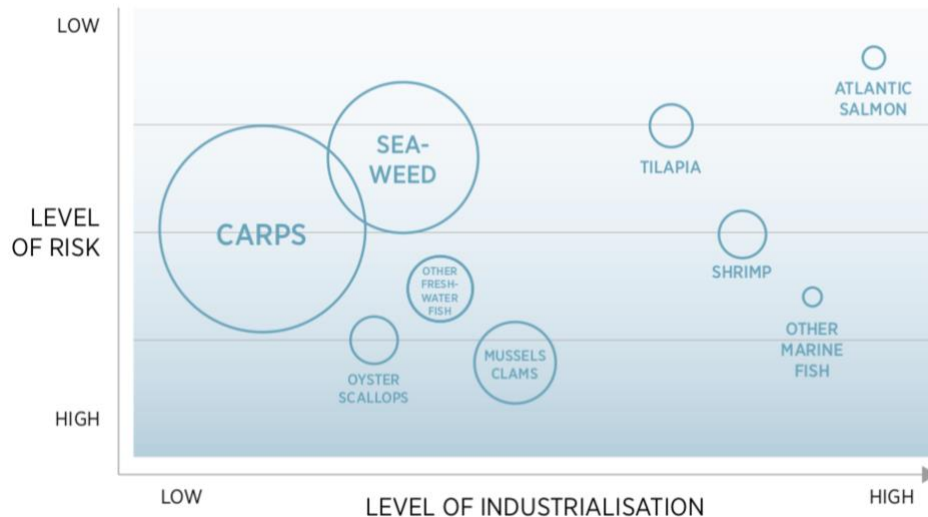 LOW
ATLANTIC
SALMON
SEA-
WEED
TILAPIA
LEVEL
OF RISK
CARPS
SHRIMP
OTHER
FRESH-
WATER
FISH
OTHER
MARINE
FISH
MUSSELS
CLAMS
OYSTER
SCALLOPS
HIGH
LOW
LEVEL OF INDUSTRIALISATION
HIGH